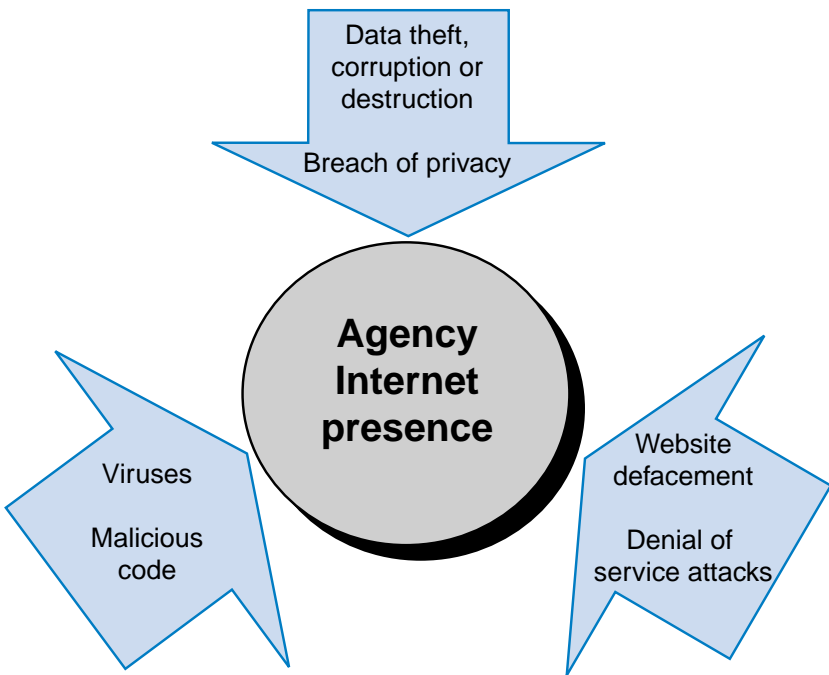 Data theft,
corruption or
destruction
Breach of privacy
Agency
Internet
presence
Viruses
Malicious
code
Website
defacement
Denial of
service attacks